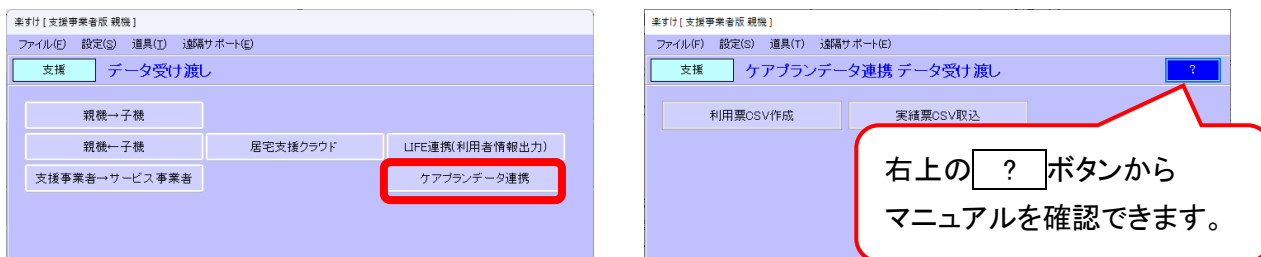 楽すけ [ 支援事業者版 親機 ]
ファイル(F) 設定(S) 道具(T) 遠隔サポート(E)
支援 データ受け渡し
親機→子機
親機←子機 居宅支援クラウド LIFE連携(利用者情報出力)
支援事業者→サービス事業者 ケアプランデータ連携
楽すけ [ 支援事業者版 親機 ]
ファイル(F) 設定(S) 道具(T) 遠隔サポート(E)
支援 ケアプランデータ連携 データ受け渡し ?
利用票CSV作成 実績票CSV取込
右上の ? ボタンから
マニュアルを確認できます。